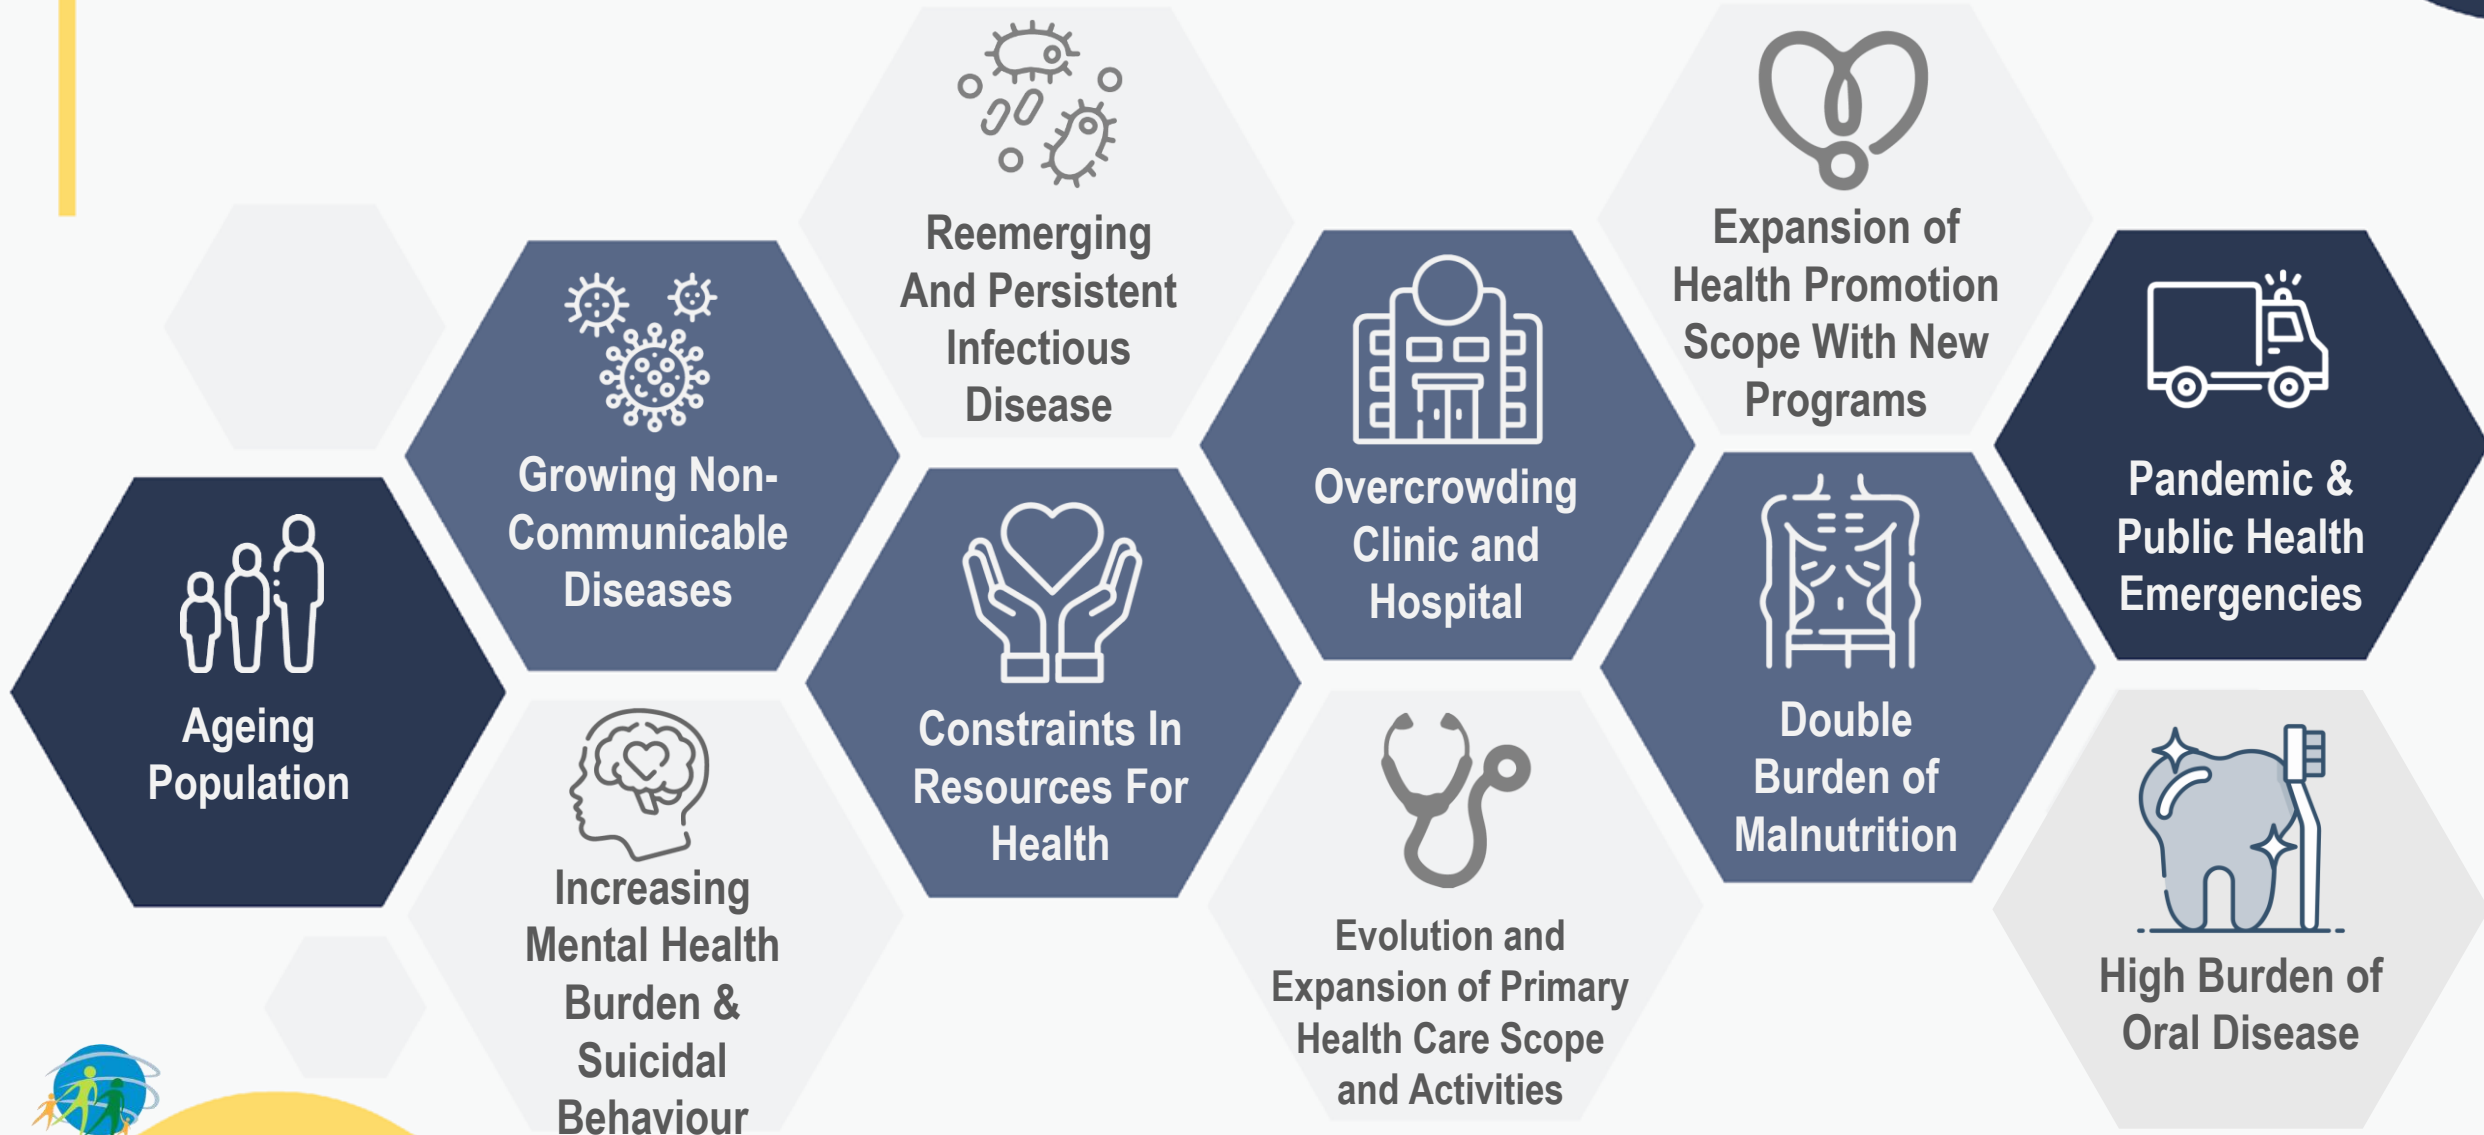 Ageing
Population
Growing Non-
Communicable
Diseases
Increasing
Mental Health
Burden &
Suicidal
Behaviour
Reemerging
And Persistent
Infectious
Disease
Constraints In
Resources For
Health
Overcrowding
Clinic and
Hospital
Evolution and
Expansion of Primary
Health Care Scope
and Activities
Expansion of
Health Promotion
Scope With New
Programs
Double
Burden of
Malnutrition
Pandemic &
Public Health
Emergencies
High Burden of
Oral Disease